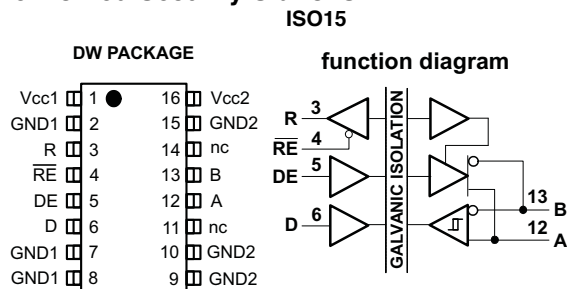 ISO15
DW PACKAGE
function diagram
Vcc1 1 16 Vcc2
GND1 2 15 GND2
R 3 14 nc
RE 4 13 B
DE 5 12 A
D 6 11 nc
GND1 7 10 GND2
GND1 8 9 GND2
R 3
RE 4
DE 5
D 6
GALVANIC ISOLATION
13 B
12 A